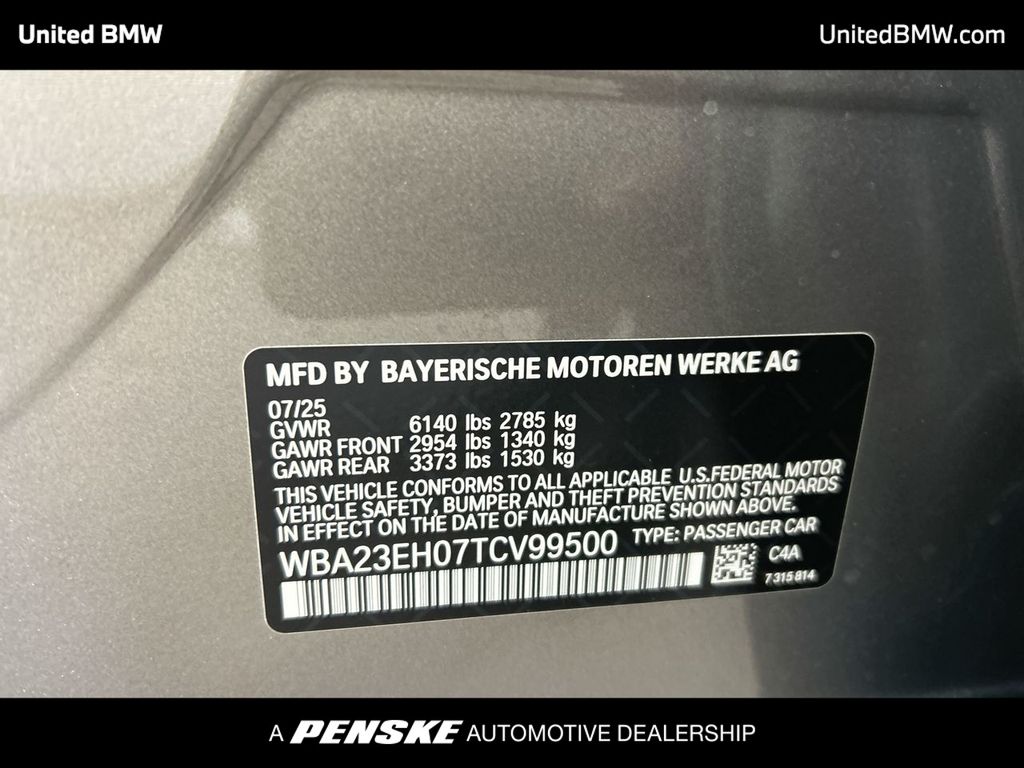 United BMW
UnitedBMW.com
MFD BY BAYERISCHE MOTOREN WERKE AG
07/25
GVWR 6140 lbs 2785 kg
GAWR FRONT 2954 lbs 1340 kg
GAWR REAR 3373 lbs 1530 kg
THIS VEHICLE CONFORMS TO ALL APPLICABLE U.S.FEDERAL MOTOR
VEHICLE SAFETY, BUMPER AND THEFT PREVENTION STANDARDS
IN EFFECT ON THE DATE OF MANUFACTURE SHOWN ABOVE.
WBA23EH07TCV99500 TYPE: PASSENGER CAR
C4A
7315814
A PENSKE AUTOMOTIVE DEALERSHIP